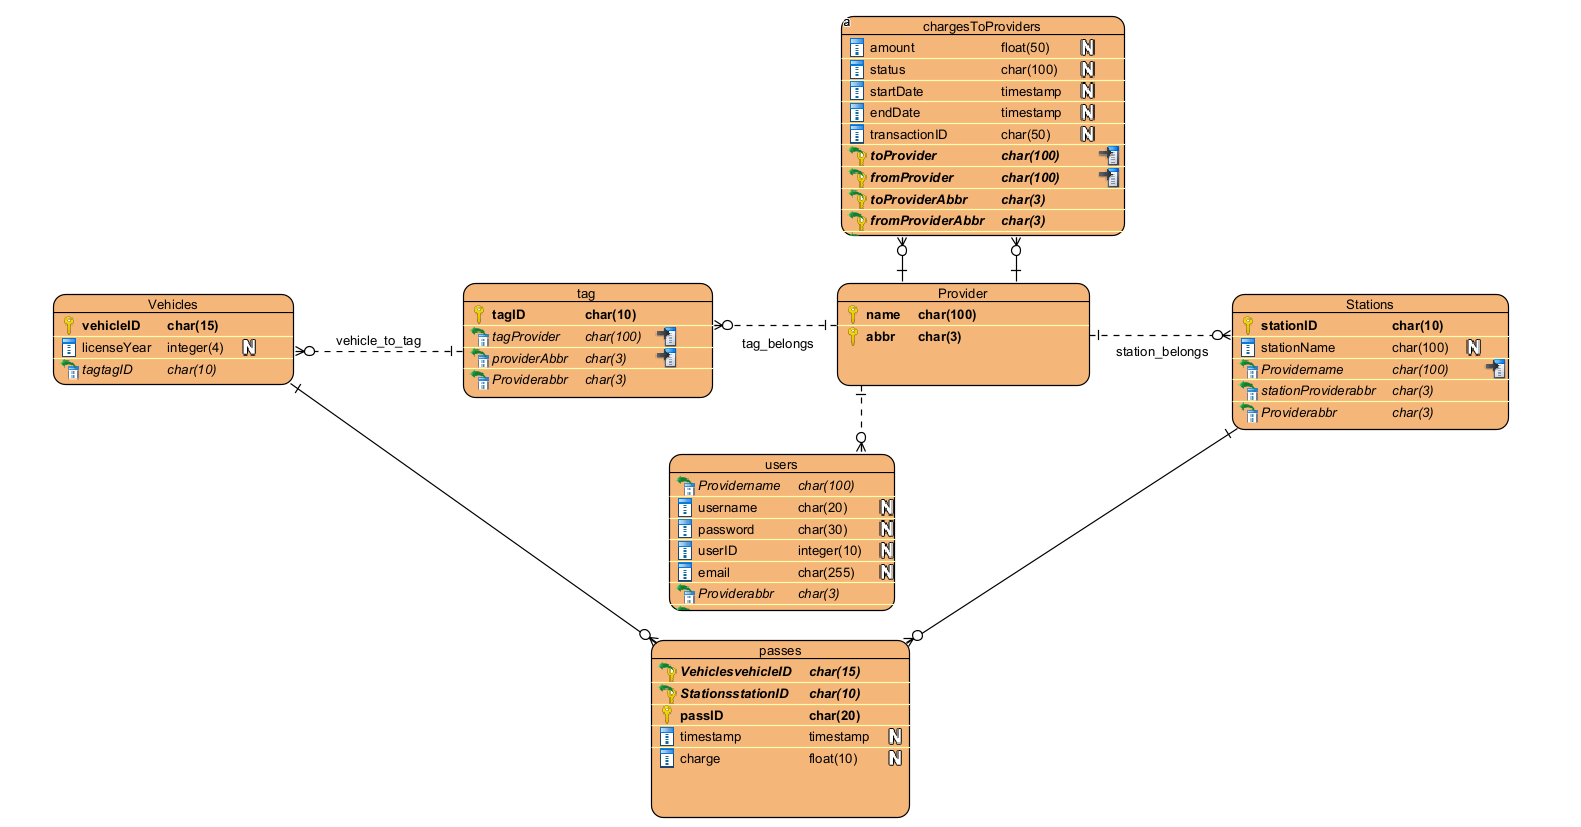 a
chargesToProviders
amount float(50) N
status char(100) N
startDate timestamp N
endDate timestamp N
transactionID char(50) N
toProvider char(100)
fromProvider char(100)
toProviderAbbr char(3)
fromProviderAbbr char(3)
Vehicles
vehicleID char(15)
licenseYear integer(4) N
tagtagID char(10)
vehicle_to_tag
tag
tagID char(10)
tagProvider char(100)
providerAbbr char(3)
Providerabbr char(3)
tag_belongs
Provider
name char(100)
abbr char(3)
station_belongs
Stations
stationID char(10)
stationName char(100) N
Providername char(100)
stationProviderabbr char(3)
Providerabbr char(3)
users
Providername char(100)
username char(20) N
password char(30) N
userID integer(10) N
email char(255) N
Providerabbr char(3)
passes
VehiclesvehicleID char(15)
StationsstationID char(10)
passID char(20)
timestamp timestamp N
charge float(10) N